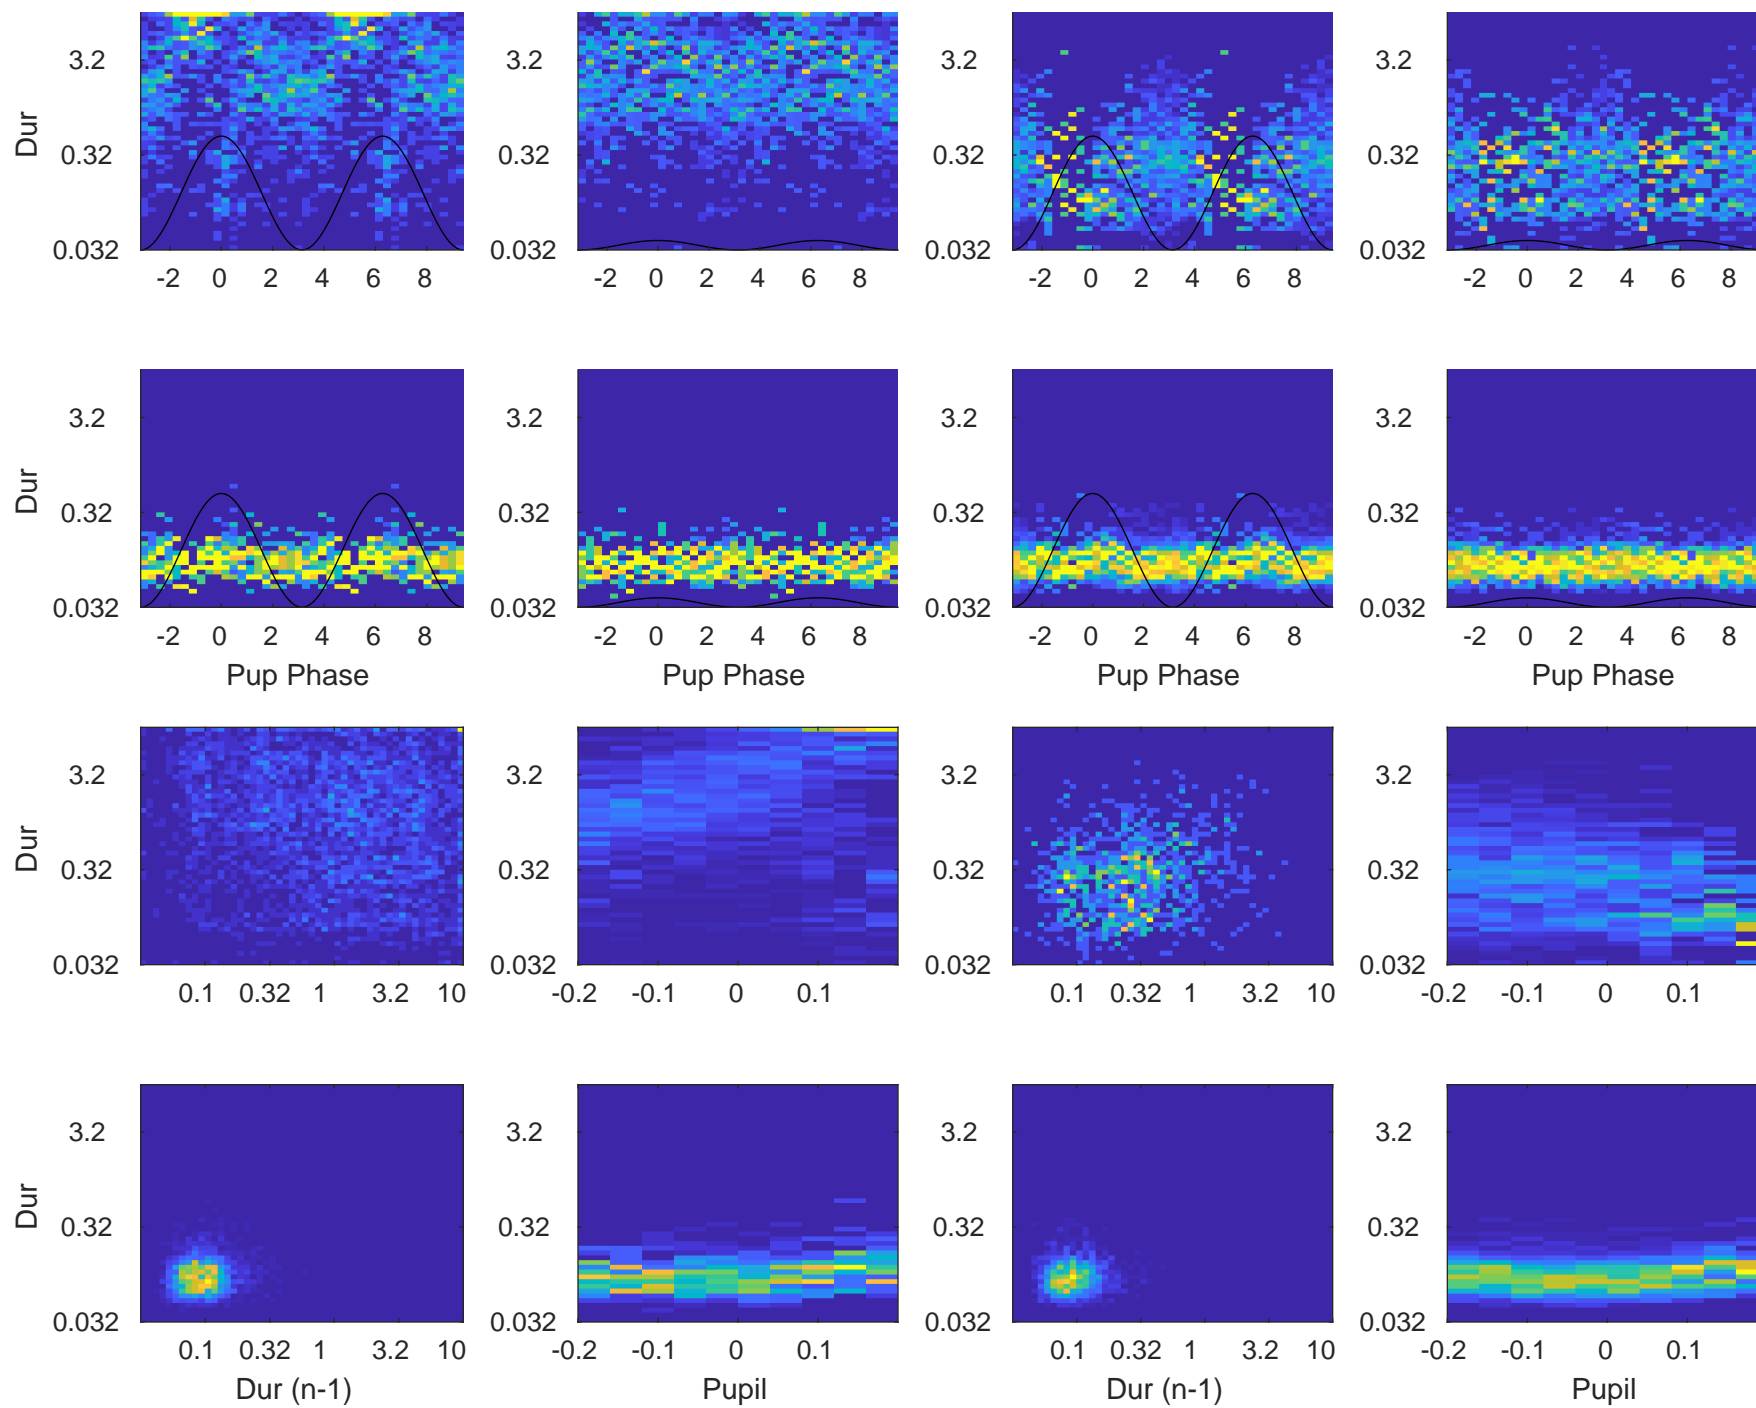 3.2 3.2 3.2 3.2
Dur
0.32 0.32 0.32 0.32
0.032 0.032 0.032 0.032
-2 0 2 4 6 8 -2 0 2 4 6 8 -2 0 2 4 6 8 -2 0 2 4 6 8
3.2 3.2 3.2 3.2
Dur
0.32 0.32 0.32 0.32
0.032 0.032 0.032 0.032
-2 0 2 4 6 8 -2 0 2 4 6 8 -2 0 2 4 6 8 -2 0 2 4 6 8
Pup Phase Pup Phase Pup Phase Pup Phase
3.2 3.2 3.2 3.2
Dur
0.32 0.32 0.32 0.32
0.032 0.032 0.032 0.032
0.1 0.32 1 3.2 10 -0.2 -0.1 0 0.1 0.1 0.32 1 3.2 10 -0.2 -0.1 0 0.1
3.2 3.2 3.2 3.2
Dur
0.32 0.32 0.32 0.32
0.032 0.032 0.032 0.032
0.1 0.32 1 3.2 10 -0.2 -0.1 0 0.1 0.1 0.32 1 3.2 10 -0.2 -0.1 0 0.1
Dur (n-1) Pupil Dur (n-1) Pupil